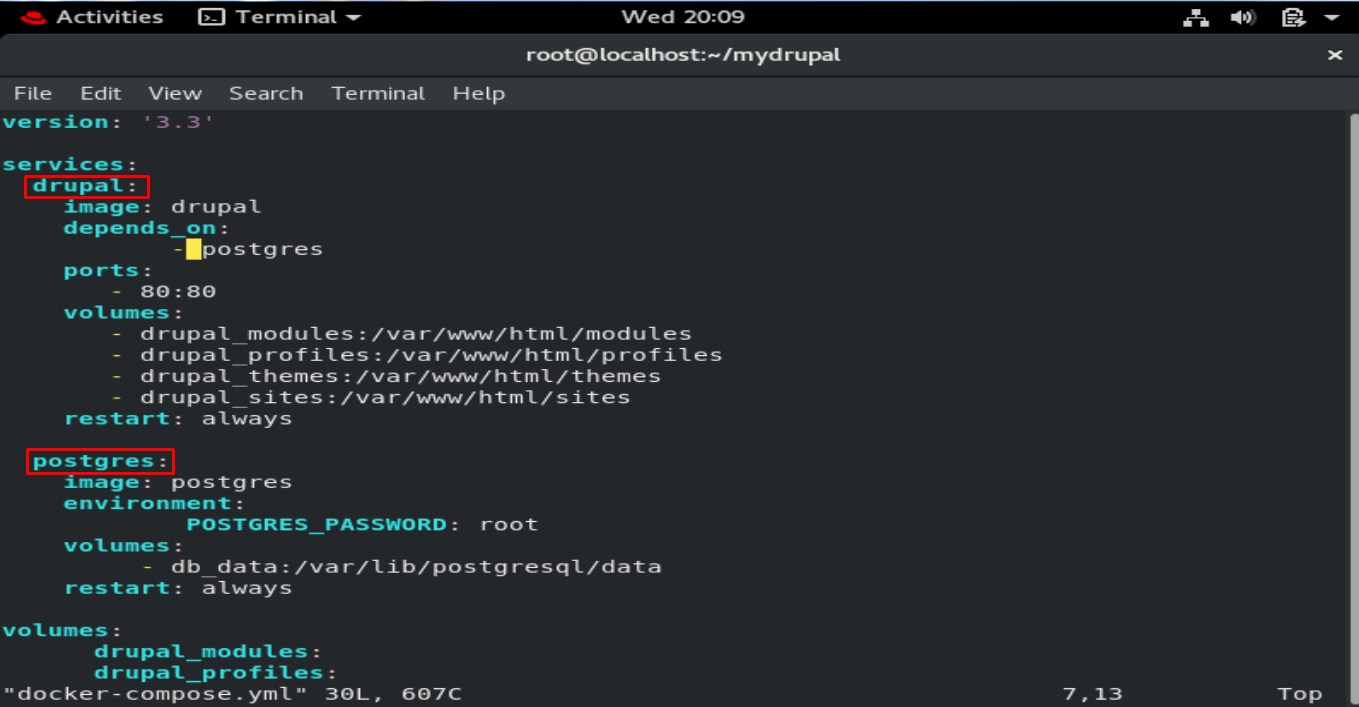 Activities Terminal Wed 20:09
root@localhost:~/mydrupal ×
File Edit View Search Terminal Help
version: '3.3'
services:
drupal:
image: drupal
depends_on:
- postgres
ports:
- 80:80
volumes:
- drupal_modules:/var/www/html/modules
- drupal_profiles:/var/www/html/profiles
- drupal_themes:/var/www/html/themes
- drupal_sites:/var/www/html/sites
restart: always
postgres:
image: postgres
environment:
POSTGRES_PASSWORD: root
volumes:
- db_data:/var/lib/postgresql/data
restart: always
volumes:
drupal_modules:
drupal_profiles:
"docker-compose.yml" 30L, 607C 7,13 Top